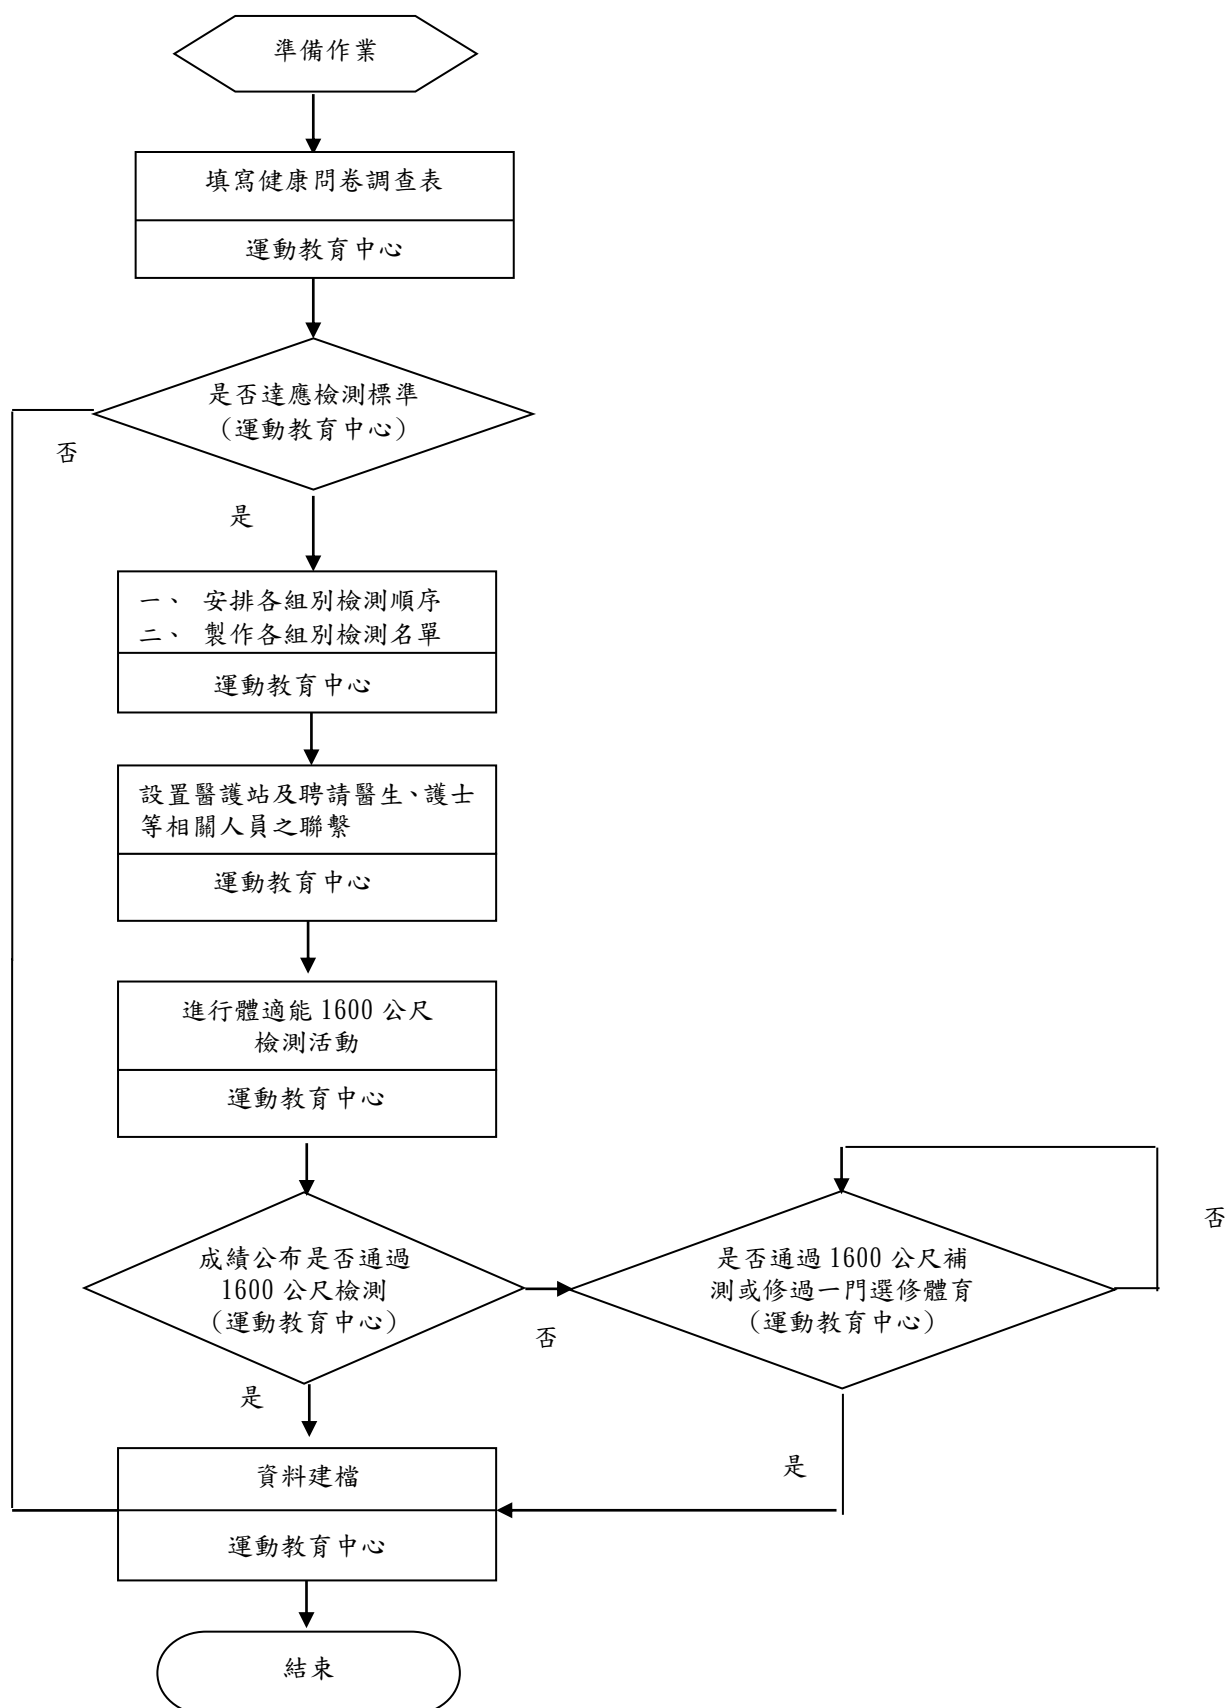 準備作業
填寫健康問卷調查表
運動教育中心
是否達應檢測標準
(運動教育中心)
否
是
一、 安排各組別檢測順序
二、 製作各組別檢測名單
運動教育中心
設置醫護站及聘請醫生、護士
等相關人員之聯繫
運動教育中心
進行體適能 1600 公尺
檢測活動
運動教育中心
成績公布是否通過
1600 公尺檢測
(運動教育中心)
否
是
是否通過 1600 公尺補
測或修過一門選修體育
(運動教育中心)
否
是
資料建檔
運動教育中心
結束